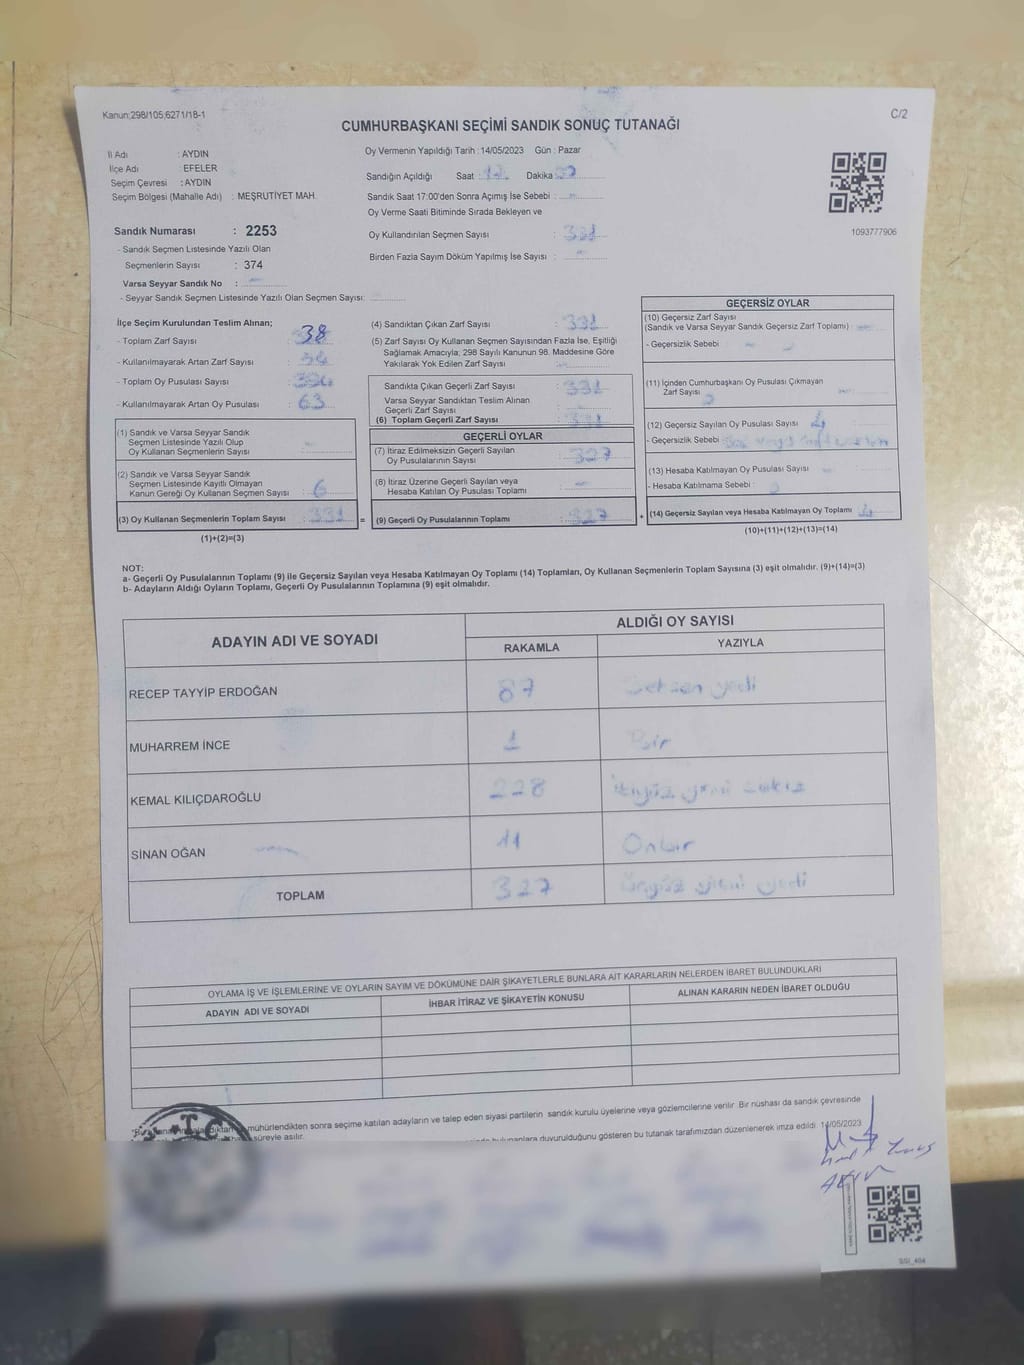 Kanun;298/105;6271/18-1
C/2
CUMHURBAŞKANI SEÇİMİ SANDIK SONUÇ TUTANAĞI
İl Adı : AYDIN
İlçe Adı : EFELER
Seçim Çevresi : AYDIN
Seçim Bölgesi (Mahalle Adı) : MEŞRUTİYET MAH.
Sandık Numarası : 2253
- Sandık Seçmen Listesinde Yazılı Olan
Seçmenlerin Sayısı : 374
Varsa Seyyar Sandık No :
- Seyyar Sandık Seçmen Listesinde Yazılı Olan Seçmen Sayısı:
Oy Vermenin Yapıldığı Tarih : 14/05/2023 Gün : Pazar
Sandığın Açıldığı Saat : Dakika :
Sandık Saat 17:00'den Sonra Açımış İse Sebebi :
Oy Verme Saati Bitiminde Sırada Bekleyen ve
Oy Kullandırılan Seçmen Sayısı : 331
Birden Fazla Sayım Döküm Yapılmış İse Sayısı :
1093777906
İlçe Seçim Kurulundan Teslim Alınan;
- Toplam Zarf Sayısı : 38
- Kullanılmayarak Artan Zarf Sayısı :
- Toplam Oy Pusulası Sayısı : 394
- Kullanılmayarak Artan Oy Pusulası : 63
(1) Sandık ve Varsa Seyyar Sandık
Seçmen Listesinde Yazılı Olup
Oy Kullanan Seçmenlerin Sayısı :
(2) Sandık ve Varsa Seyyar Sandık
Seçmen Listesinde Kayıtlı Olmayan
Kanun Gereği Oy Kullanan Seçmen Sayısı : 6
(3) Oy Kullanan Seçmenlerin Toplam Sayısı : 331 =
(1)+(2)=(3)
(4) Sandıktan Çıkan Zarf Sayısı : 331
(5) Zarf Sayısı Oy Kullanan Seçmen Sayısından Fazla İse, Eşitliği
Sağlamak Amacıyla; 298 Sayılı Kanunun 98. Maddesine Göre
Yakılarak Yok Edilen Zarf Sayısı :
Sandıkta Çıkan Geçerli Zarf Sayısı : 331
Varsa Seyyar Sandıktan Teslim Alınan
Geçerli Zarf Sayısı :
(6) Toplam Geçerli Zarf Sayısı : 331
GEÇERLİ OYLAR
(7) İtiraz Edilmeksizin Geçerli Sayılan
Oy Pusulalarının Sayısı : 327
(8) İtiraz Üzerine Geçerli Sayılan veya
Hesaba Katılan Oy Pusulası Toplamı :
(9) Geçerli Oy Pusulalarının Toplamı : 327 +
GEÇERSİZ OYLAR
(10) Geçersiz Zarf Sayısı
(Sandık ve Varsa Seyyar Sandık Geçersiz Zarf Toplamı) :
- Geçersizlik Sebebi :
(11) İçinden Cumhurbaşkanı Oy Pusulası Çıkmayan
Zarf Sayısı :
(12) Geçersiz Sayılan Oy Pusulası Sayısı : 4
- Geçersizlik Sebebi :
(13) Hesaba Katılmayan Oy Pusulası Sayısı :
- Hesaba Katılmama Sebebi :
(14) Geçersiz Sayılan veya Hesaba Katılmayan Oy Toplamı : 4
(10)+(11)+(12)+(13)=(14)
NOT:
a- Geçerli Oy Pusulalarının Toplamı (9) ile Geçersiz Sayılan veya Hesaba Katılmayan Oy Toplamı (14) Toplamları, Oy Kullanan Seçmenlerin Toplam Sayısına (3) eşit olmalıdır. (9)+(14)=(3)
b- Adayların Aldığı Oyların Toplamı, Geçerli Oy Pusulalarının Toplamına (9) eşit olmalıdır.
ADAYIN ADI VE SOYADI
ALDIĞI OY SAYISI
RAKAMLA YAZIYLA
RECEP TAYYİP ERDOĞAN 87 Seksen yedi
MUHARREM İNCE 1 Bir
KEMAL KILIÇDAROĞLU 228 İkiyüz yirmi sekiz
SİNAN OĞAN 11 Onbir
TOPLAM 327 Üçyüz yirmi yedi
OYLAMA İŞ VE İŞLEMLERİNE VE OYLARIN SAYIM VE DÖKÜMÜNE DAİR ŞİKAYETLERLE BUNLARA AİT KARARLARIN NELERDEN İBARET BULUNDUKLARI
ADAYIN ADI VE SOYADI İHBAR İTİRAZ VE ŞİKAYETİN KONUSU ALINAN KARARIN NEDEN İBARET OLDUĞU
mühürlendikten sonra seçime katılan adayların ve talep eden siyasi partilerin sandık kurulu üyelerine veya gözlemcilerine verilir. Bir nüshası da sandık çevresinde
süreyle asılır.
duyurulduğunu gösteren bu tutanak tarafımızdan düzenlenerek imza edildi. 14/05/2023
T.C.
SSI_464